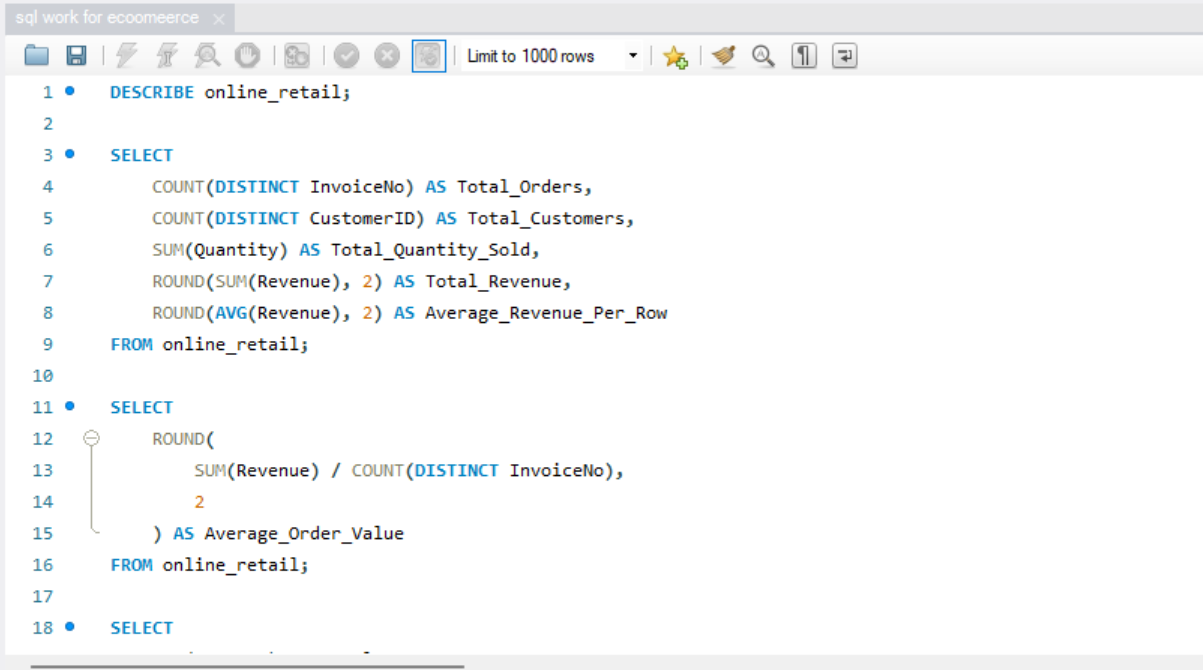 sql work for ecoomeerce
Limit to 1000 rows
1 DESCRIBE online_retail;
2
3 SELECT
4 COUNT(DISTINCT InvoiceNo) AS Total_Orders,
5 COUNT(DISTINCT CustomerID) AS Total_Customers,
6 SUM(Quantity) AS Total_Quantity_Sold,
7 ROUND(SUM(Revenue), 2) AS Total_Revenue,
8 ROUND(AVG(Revenue), 2) AS Average_Revenue_Per_Row
9 FROM online_retail;
10
11 SELECT
12 ROUND(
13 SUM(Revenue) / COUNT(DISTINCT InvoiceNo),
14 2
15 ) AS Average_Order_Value
16 FROM online_retail;
17
18 SELECT